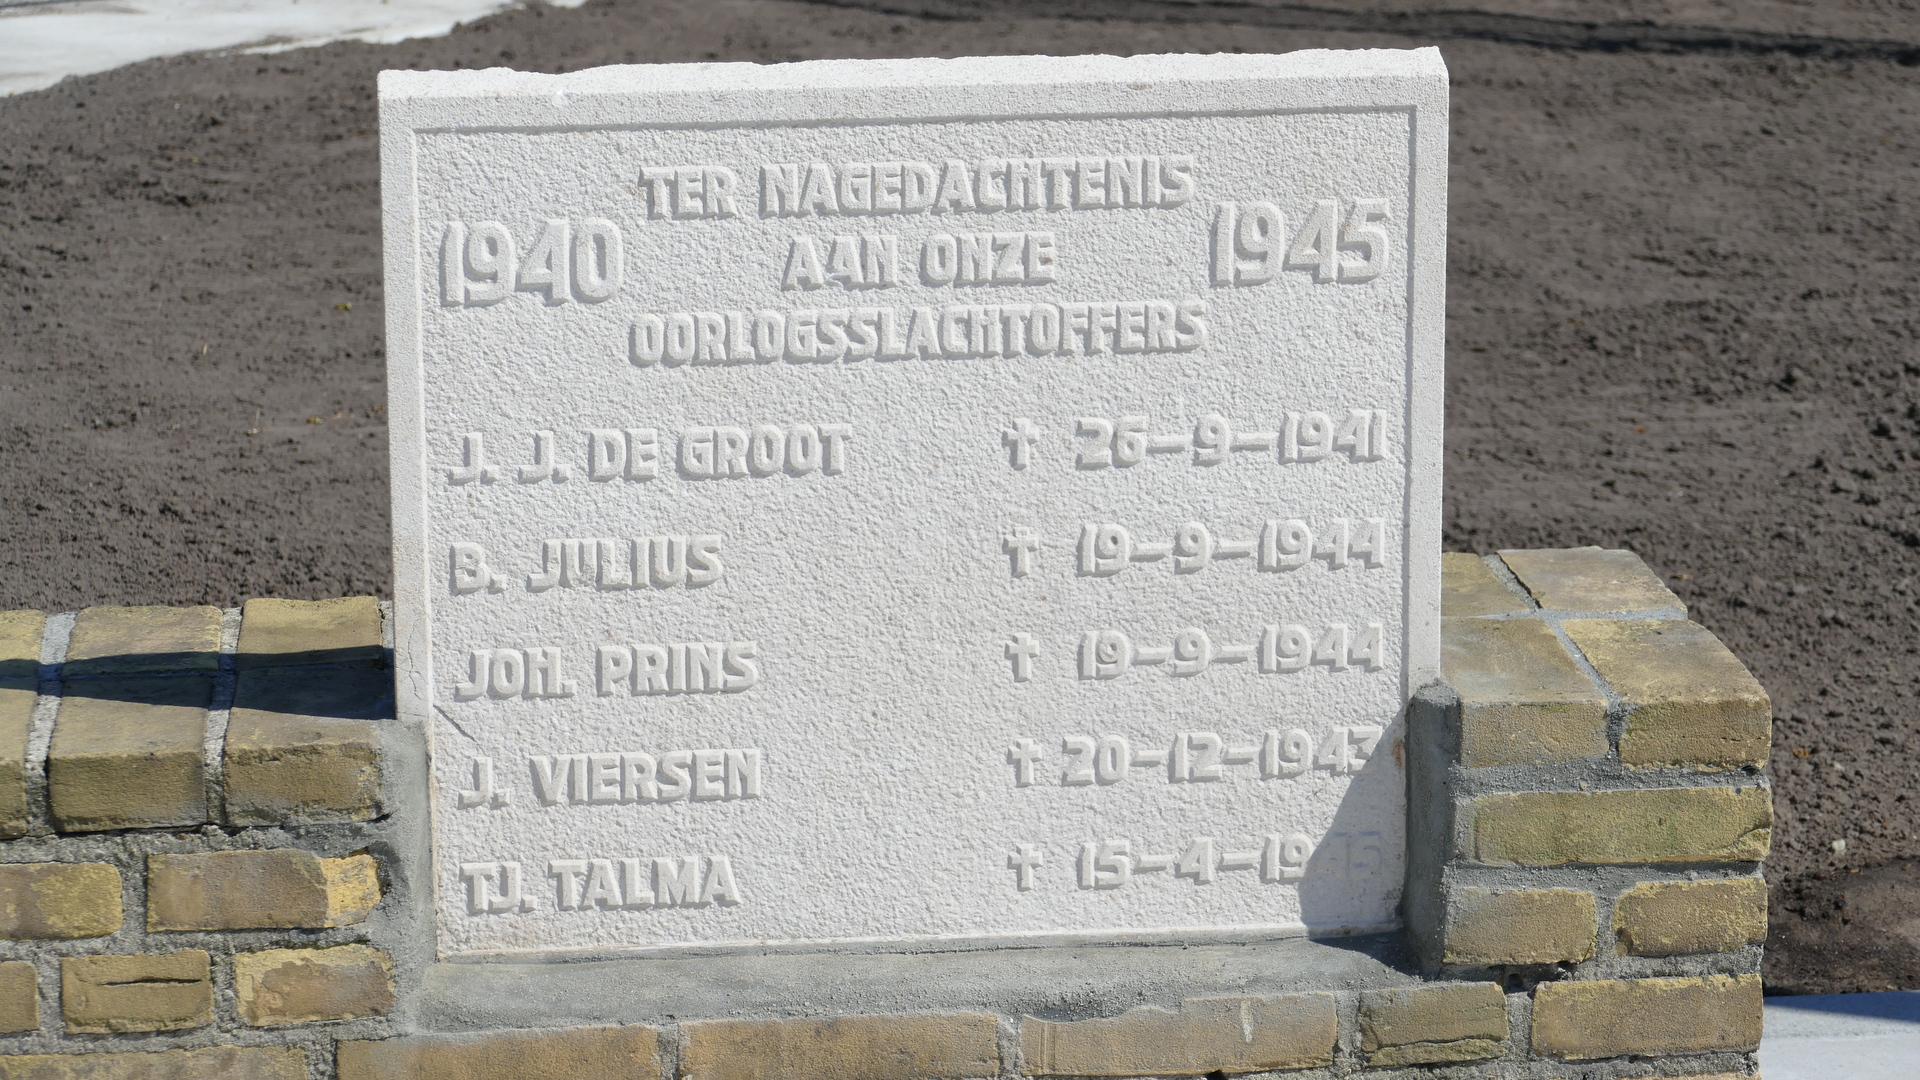 TER NAGEDACHTENIS
1940 AAN ONZE 1945
OORLOGSSLACHTOFFERS
J. J. DE GROOT † 26-9-1941
B. JULIUS † 19-9-1944
JOH. PRINS † 19-9-1944
J. VIERSEN † 20-12-1943
TJ. TALMA † 15-4-1945